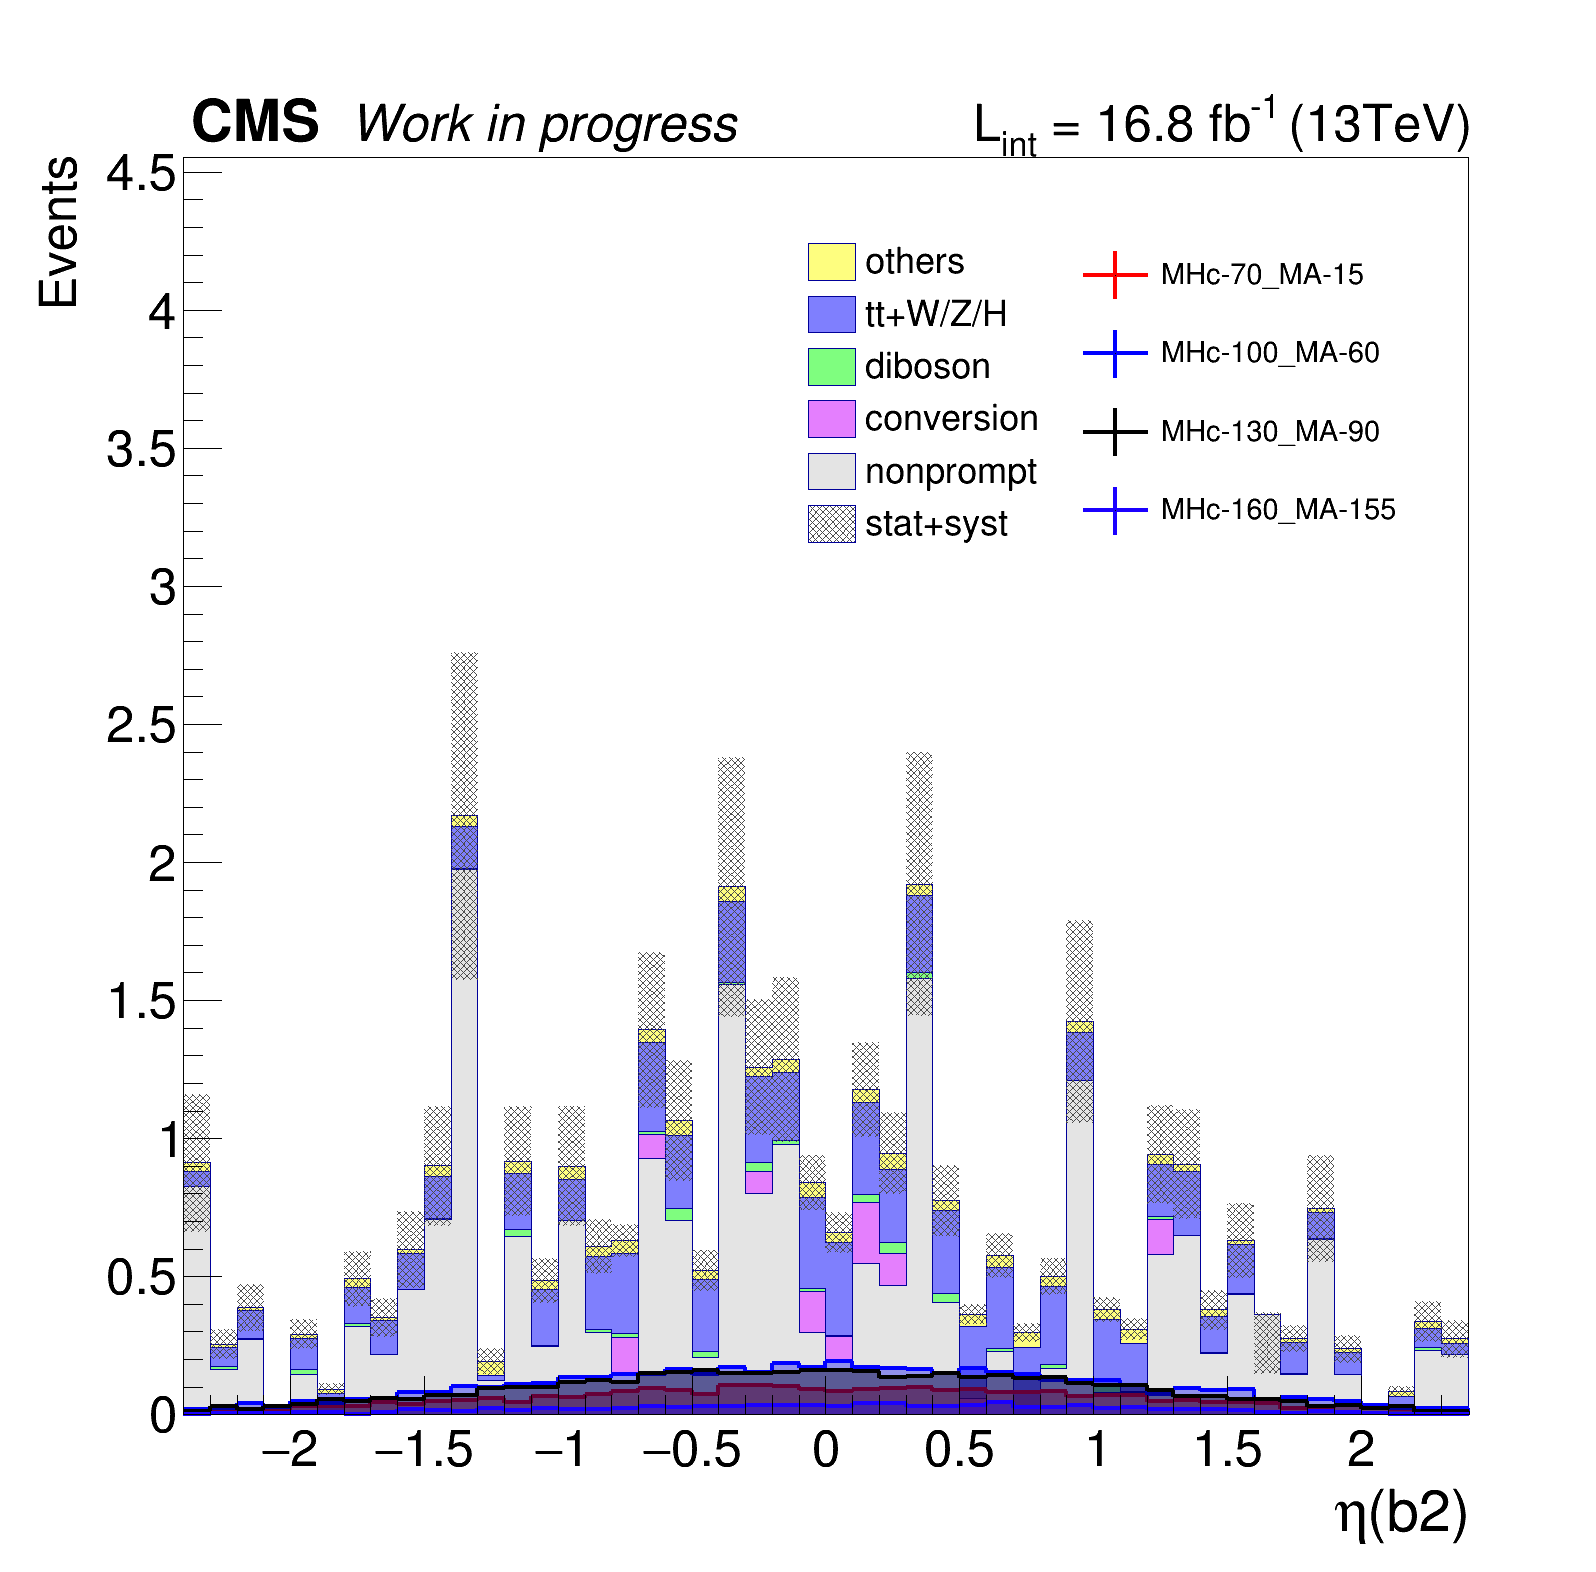 CMS Work in progress
L_int = 16.8 fb^-1 (13TeV)
Events
4.5
4
3.5
3
2.5
2
1.5
1
0.5
0
others
tt+W/Z/H
diboson
conversion
nonprompt
stat+syst
MHc-70_MA-15
MHc-100_MA-60
MHc-130_MA-90
MHc-160_MA-155
−2 −1.5 −1 −0.5 0 0.5 1 1.5 2
η(b2)